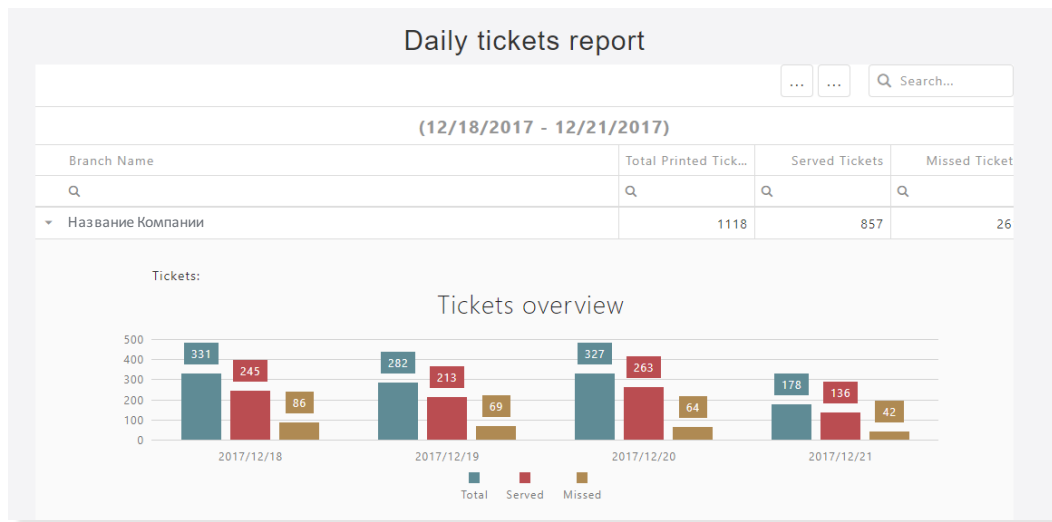 Daily tickets report
... ... Search...
(12/18/2017 - 12/21/2017)
Branch Name Total Printed Tick... Served Tickets Missed Ticket
Название Компании 1118 857 26
Tickets:
Tickets overview
500
400
300
200
100
0
331 245 86
282 213 69
327 263 64
178 136 42
2017/12/18 2017/12/19 2017/12/20 2017/12/21
Total Served Missed